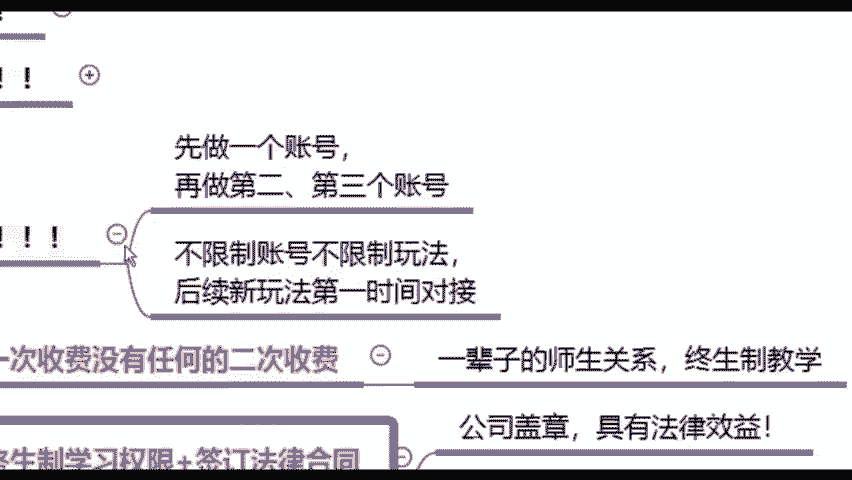 ！！
先做一个账号，
再做第二、第三个账号
！！！
不限制账号不限制玩法，
后续新玩法第一时间对接
一次收费没有任何的二次收费
一辈子的师生关系，终生制教学
公司盖章，具有法律效益！
终生制学习权限+签订法律合同